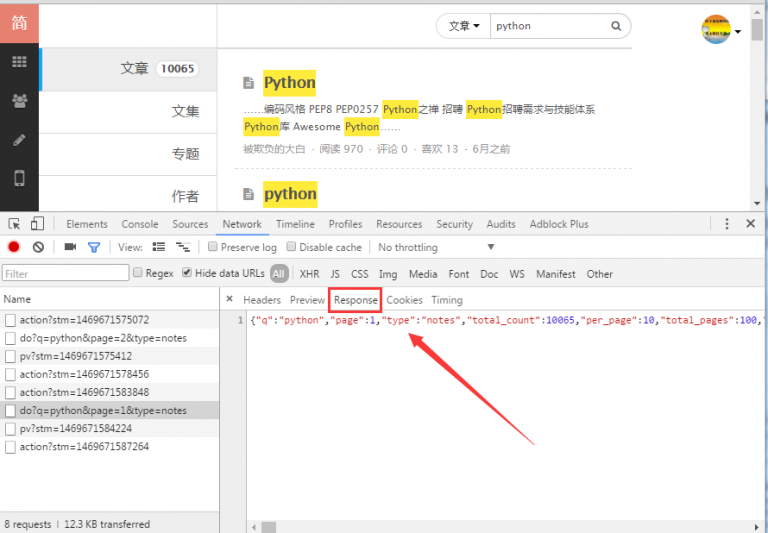 简
文章 python
文章 10065
文集
专题
作者
Python
……编码风格 PEP8 PEP0257 Python之禅 招聘 Python招聘需求与技能体系
Python库 Awesome Python……
被欺负的大白 · 阅读 970 · 评论 0 · 喜欢 13 · 6月之前
python
Elements Console Sources Network Timeline Profiles Resources Security Audits Adblock Plus
View: Preserve log Disable cache No throttling
Filter Regex Hide data URLs All XHR JS CSS Img Media Font Doc WS Manifest Other
Name
Headers Preview Response Cookies Timing
action?stm=1469671575072
do?q=python&page=2&type=notes
pv?stm=1469671575412
action?stm=1469671578456
action?stm=1469671583848
do?q=python&page=1&type=notes
pv?stm=1469671584224
action?stm=1469671587264
1 {"q":"python","page":1,"type":"notes","total_count":10065,"per_page":10,"total_pages":100,"
8 requests | 12.3 KB transferred